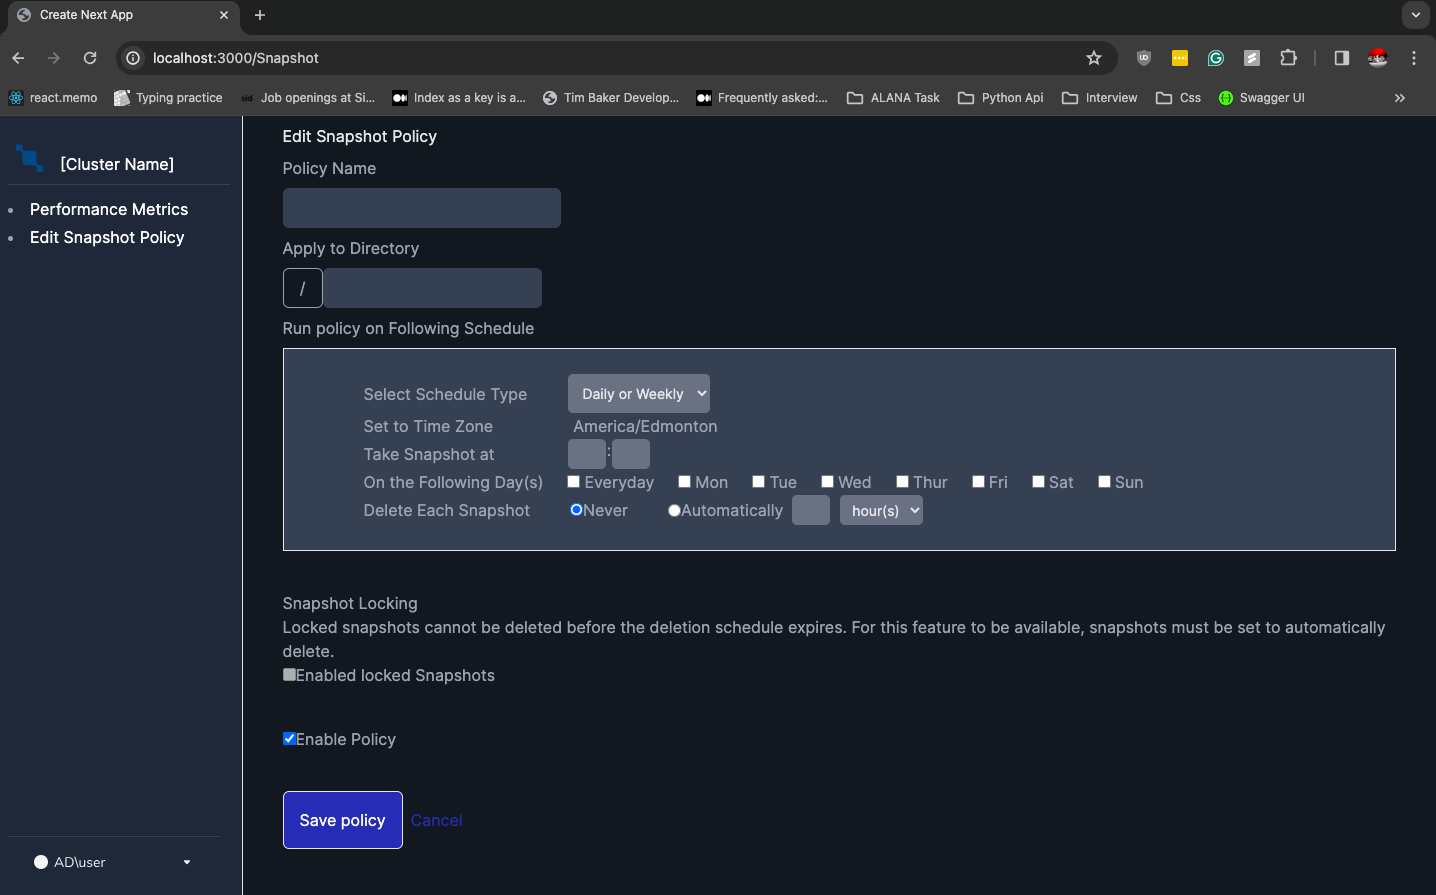 Create Next App
localhost:3000/Snapshot
react.memo Typing practice sid Job openings at Si... Index as a key is a... Tim Baker Develop... Frequently asked:... ALANA Task Python Api Interview Css Swagger UI
[Cluster Name]
Performance Metrics
Edit Snapshot Policy
AD\user
Edit Snapshot Policy
Policy Name
Apply to Directory
/
Run policy on Following Schedule
Select Schedule Type Daily or Weekly
Set to Time Zone America/Edmonton
Take Snapshot at :
On the Following Day(s) Everyday Mon Tue Wed Thur Fri Sat Sun
Delete Each Snapshot Never Automatically hour(s)
Snapshot Locking
Locked snapshots cannot be deleted before the deletion schedule expires. For this feature to be available, snapshots must be set to automatically
delete.
Enabled locked Snapshots
Enable Policy
Save policy Cancel